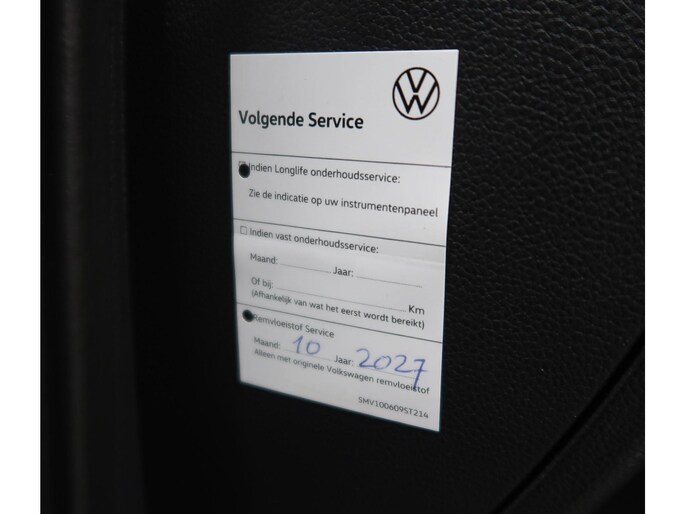 Volgende Service
Indien Longlife onderhoudsservice:
Zie de indicatie op uw instrumentenpaneel
Indien vast onderhoudsservice:
Maand: Jaar:
Of bij: Km
(Afhankelijk van wat het eerst wordt bereikt)
Remvloeistof Service
Maand: 10 Jaar: 2027
Alleen met originele Volkswagen remvloeistof
5MV100609ST214